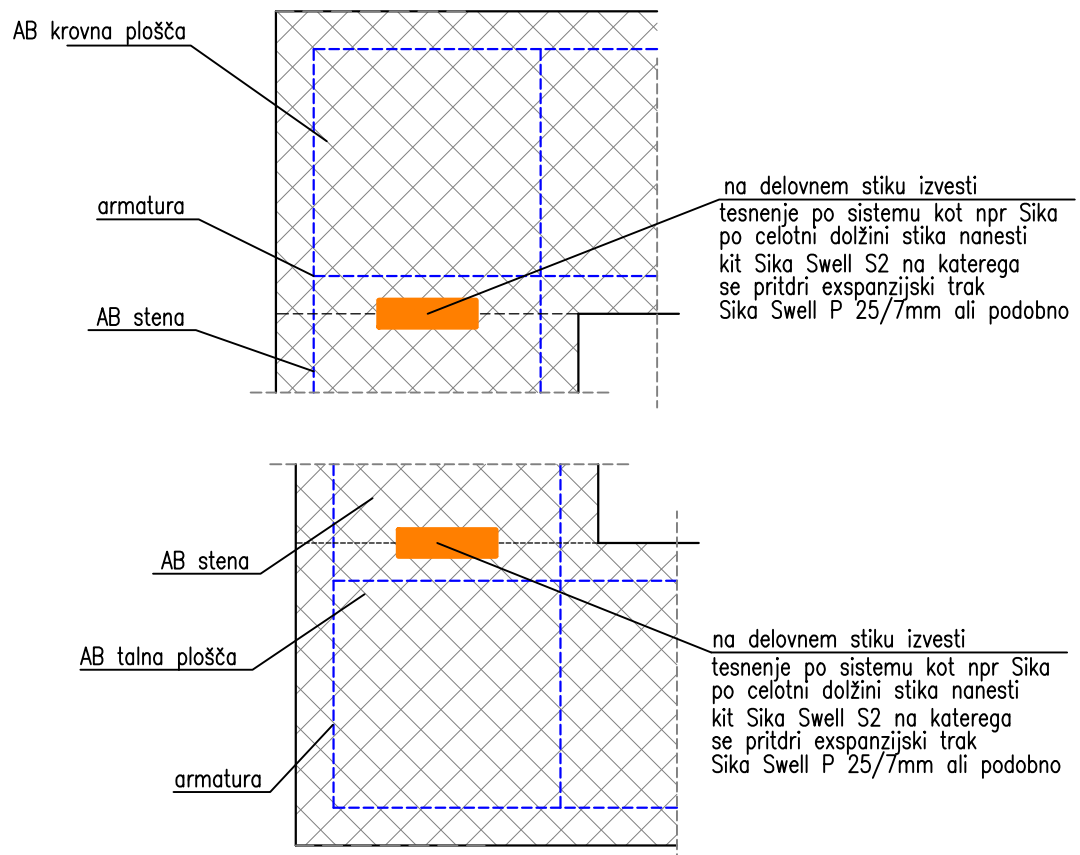 AB krovna plošča
armatura
AB stena
na delovnem stiku izvesti
tesnenje po sistemu kot npr Sika
po celotni dolžini stika nanesti
kit Sika Swell S2 na katerega
se pritdri exspanzijski trak
Sika Swell P 25/7mm ali podobno
AB stena
AB talna plošča
armatura
na delovnem stiku izvesti
tesnenje po sistemu kot npr Sika
po celotni dolžini stika nanesti
kit Sika Swell S2 na katerega
se pritdri exspanzijski trak
Sika Swell P 25/7mm ali podobno